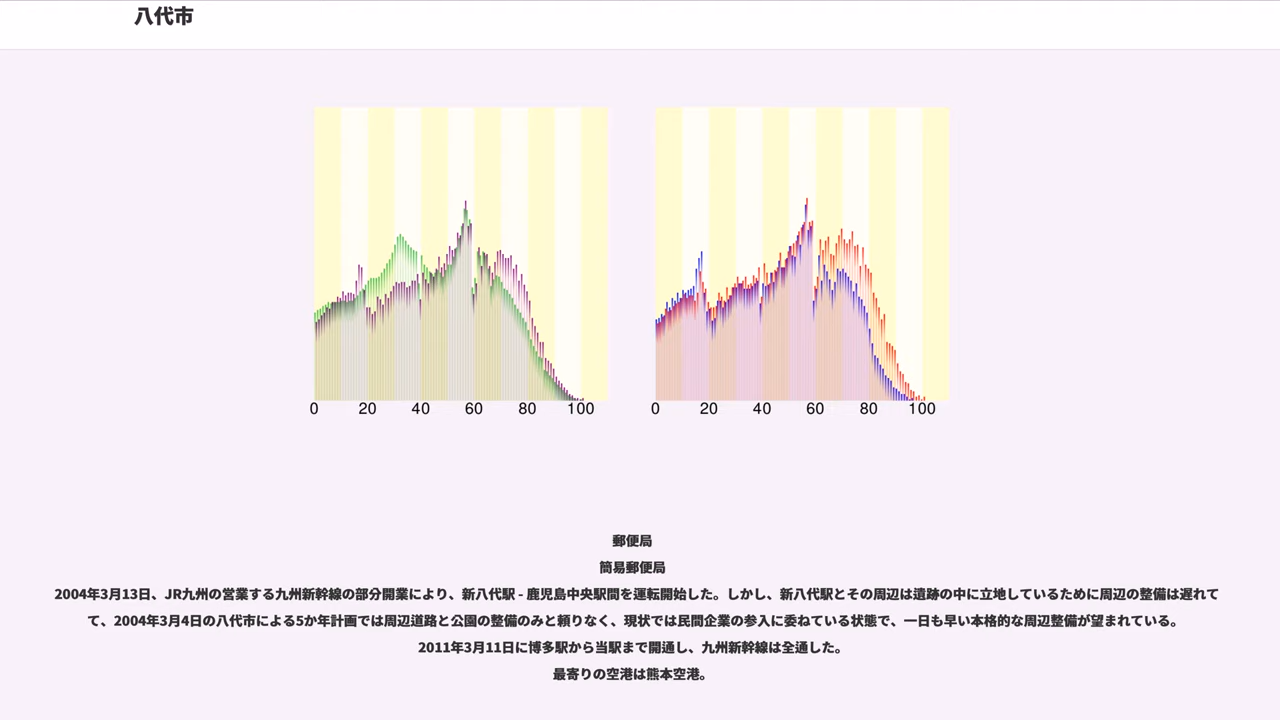 八代市
0 20 40 60 80 100
0 20 40 60 80 100
郵便局
簡易郵便局
2004年3月13日、JR九州の営業する九州新幹線の部分開業により、新八代駅 - 鹿児島中央駅間を運転開始した。しかし、新八代駅とその周辺は遺跡の中に立地しているために周辺の整備は遅れて
て、2004年3月4日の八代市による5か年計画では周辺道路と公園の整備のみと頼りなく、現状では民間企業の参入に委ねている状態で、一日も早い本格的な周辺整備が望まれている。
2011年3月11日に博多駅から当駅まで開通し、九州新幹線は全通した。
最寄りの空港は熊本空港。